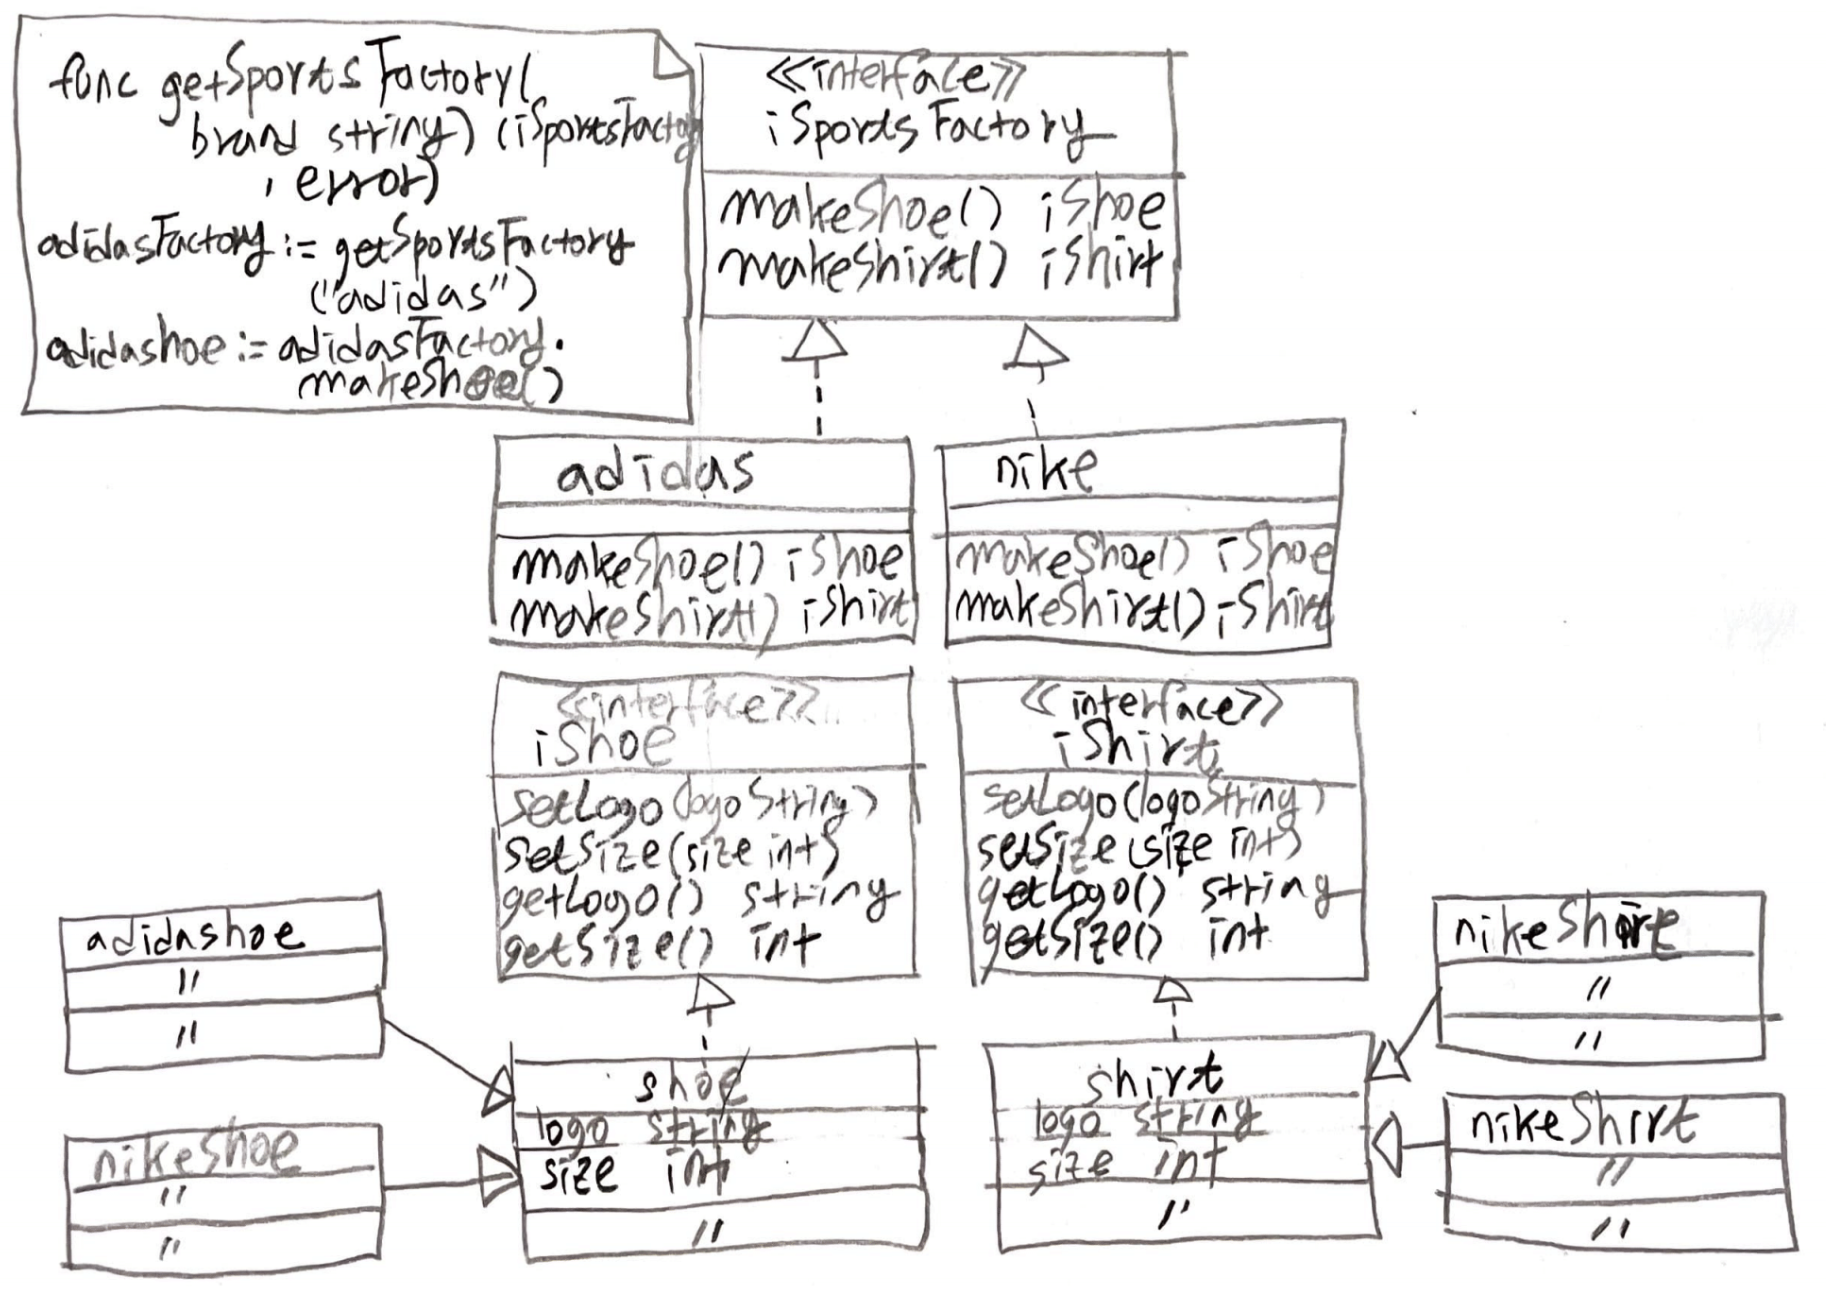 func getSportsFactory(
brand string) (iSportsFactory
, error)
adidasFactory := getSportsFactory
("adidas")
adidashoe := adidasFactory.
makeShoe()
<<interface>>
iSportsFactory
makeShoe() iShoe
makeShirt() iShirt
adidas
makeShoe() iShoe
makeShirt() iShirt
nike
makeShoe() iShoe
makeShirt() iShirt
<<interface>>
iShoe
setLogo(logo String)
setSize(size int)
getLogo() string
getSize() int
<<interface>>
iShirt
setLogo(logo String)
setSize(size int)
getLogo() string
getSize() int
adidashoe
"
"
nikeShoe
"
"
shoe
logo string
size int
"
shirt
logo string
size int
"
nikeShirt
"
"
nikeShirt
"
"